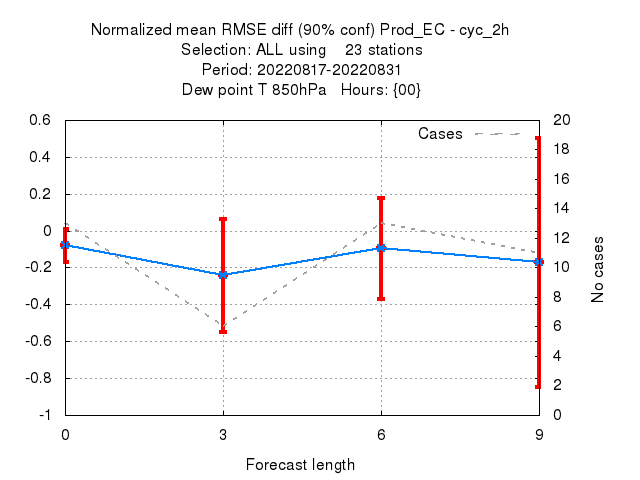 Normalized mean RMSE diff (90% conf) Prod_EC - cyc_2h
Selection: ALL using    23 stations
Period: 20220817-20220831
Dew point T 850hPa   Hours: {00}
Cases
0.6
0.4
0.2
0
-0.2
-0.4
-0.6
-0.8
-1
20
18
16
14
12
10
8
6
4
2
0
No cases
0 3 6 9
Forecast length